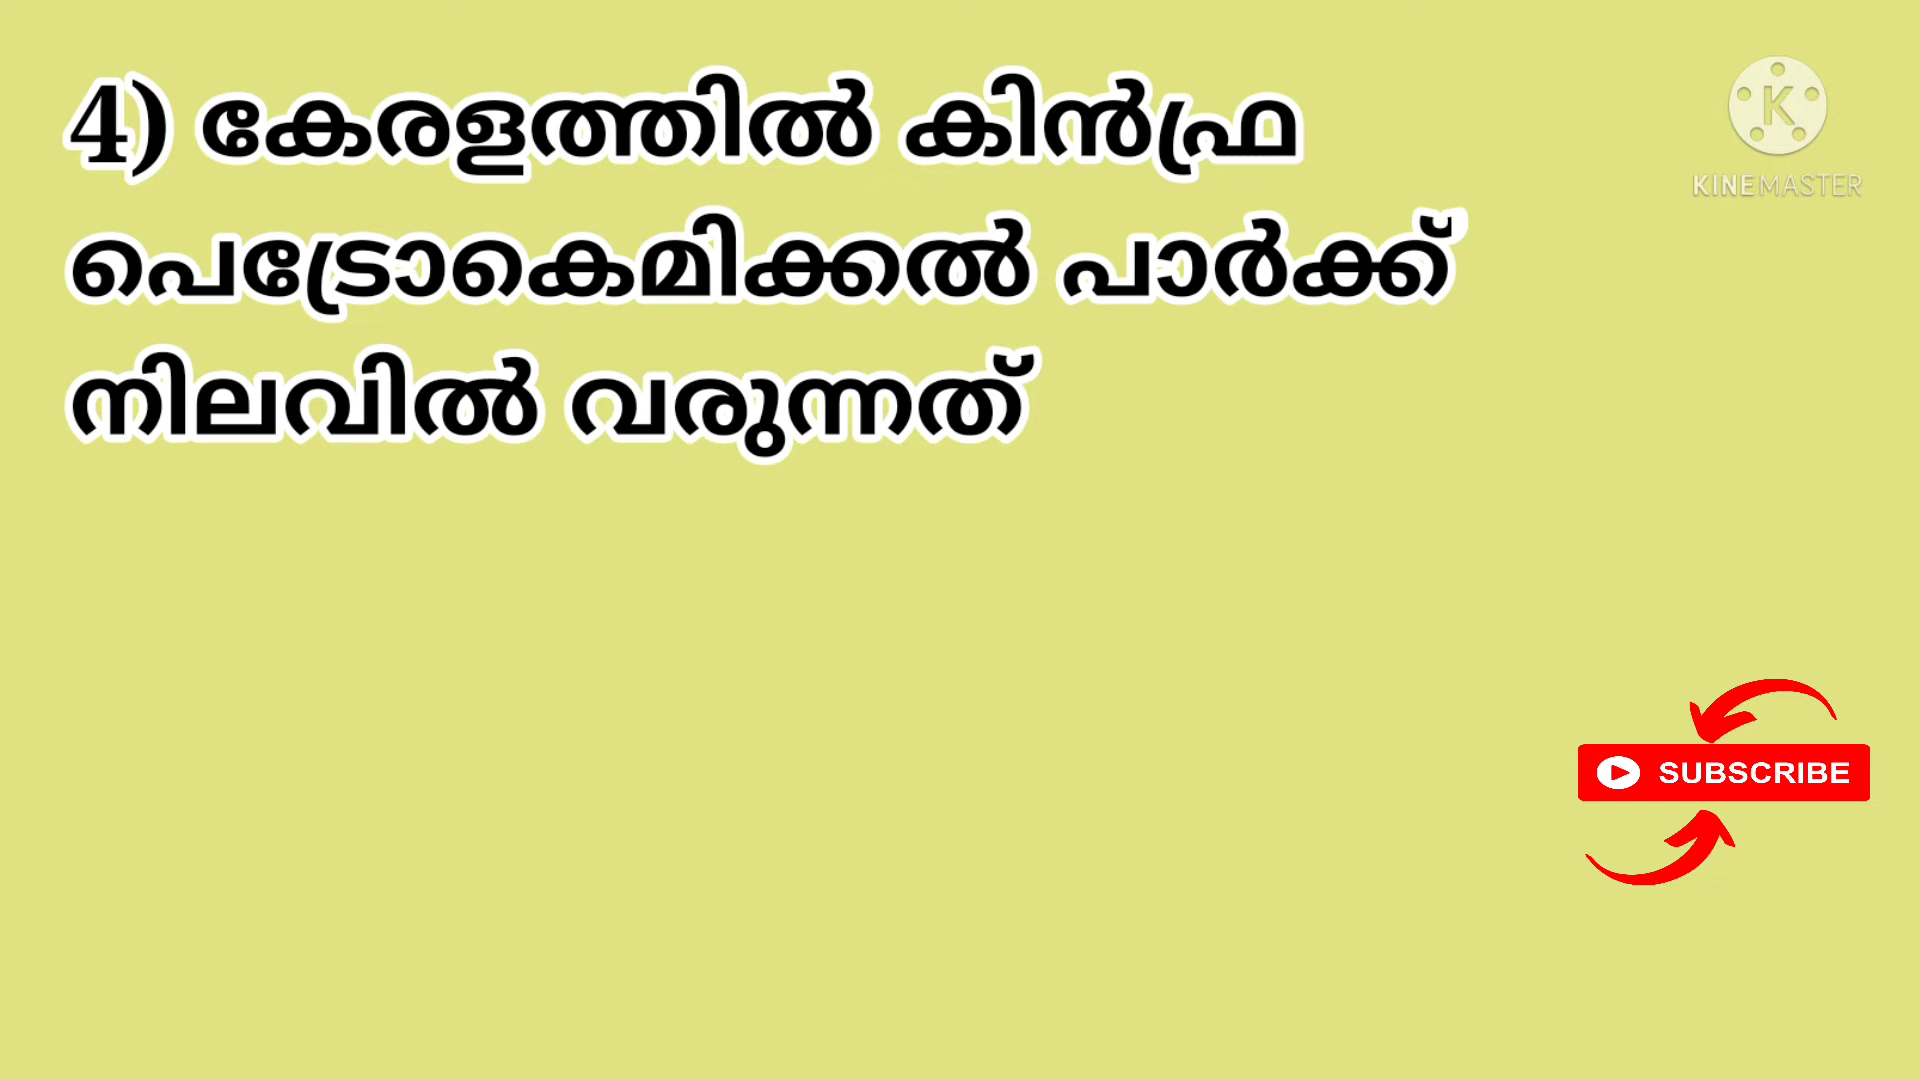 4) കേരളത്തിൽ കിൻഫ്ര
പെട്രോകെമിക്കൽ പാർക്ക്
നിലവിൽ വരുന്നത്
K
KINEMASTER
SUBSCRIBE